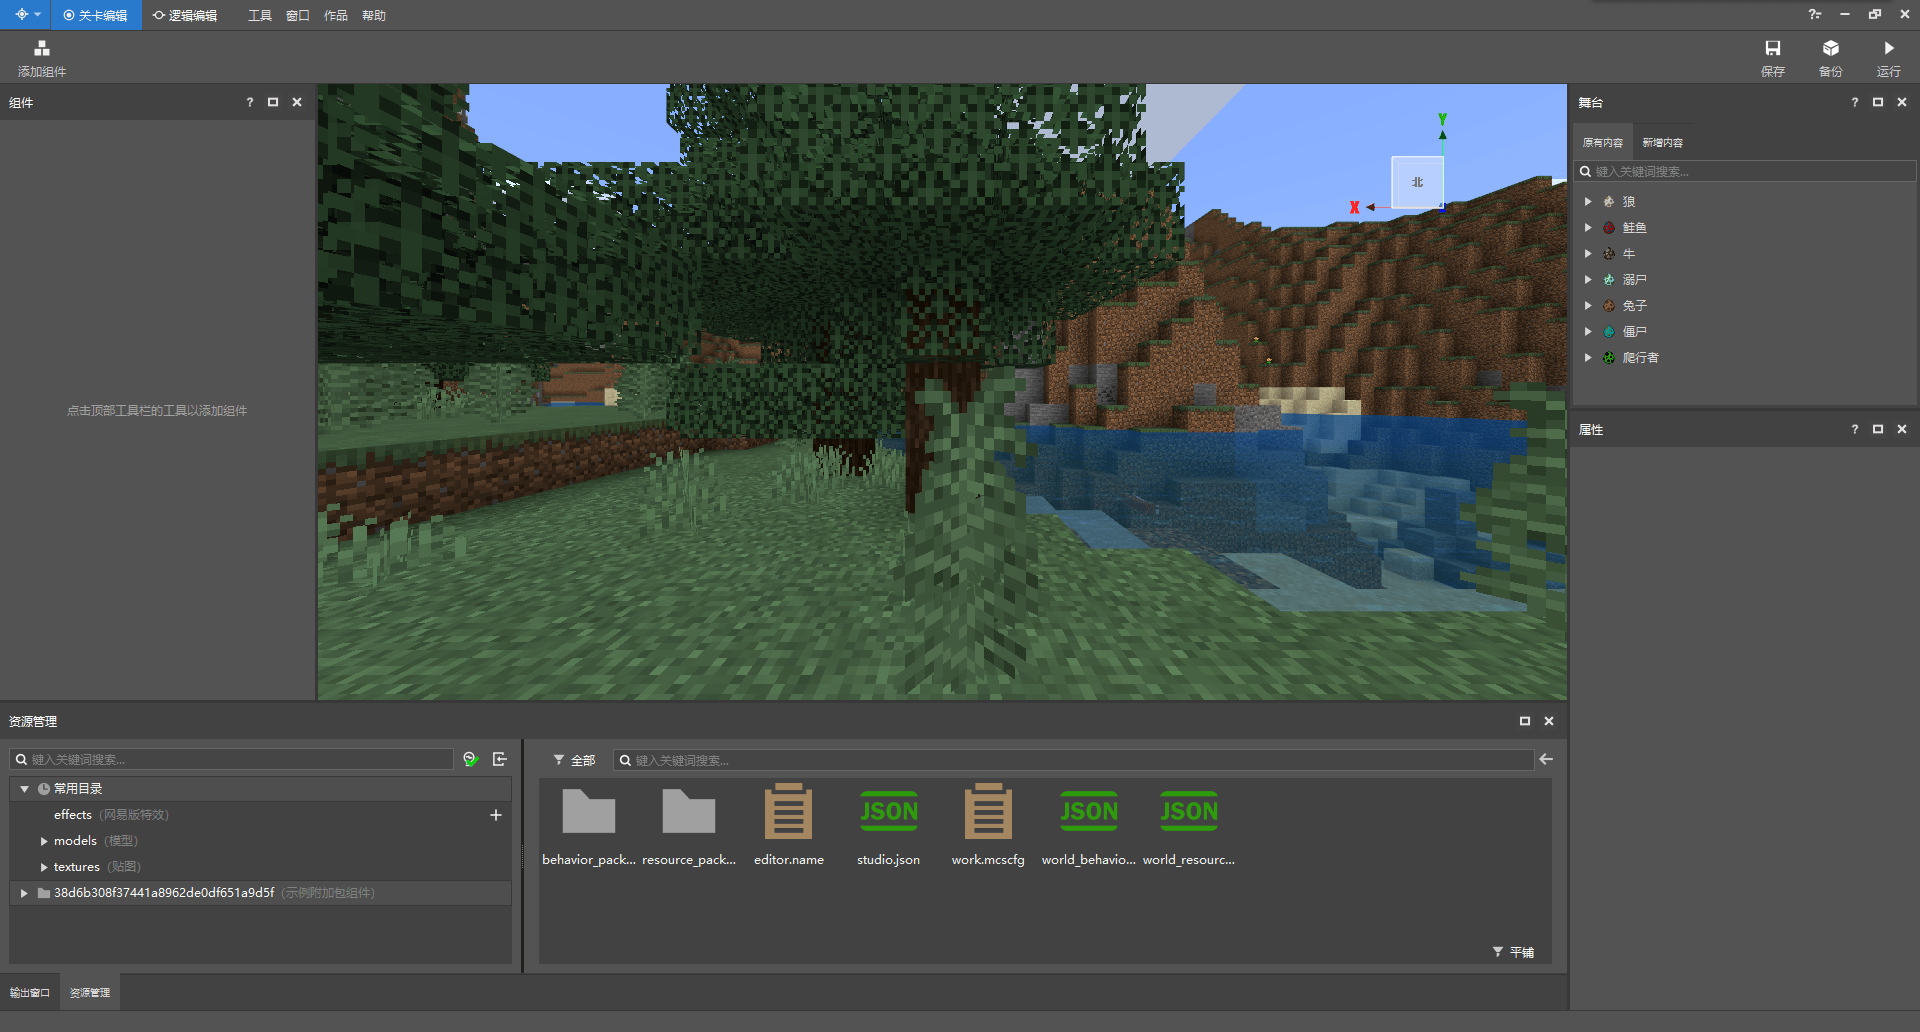 关卡编辑 逻辑编辑 工具 窗口 作品 帮助
添加组件 保存 备份 运行
组件
点击顶部工具栏的工具以添加组件
Y
北
X
舞台
原有内容 新增内容
键入关键词搜索...
狼
鲑鱼
牛
溺尸
兔子
僵尸
爬行者
属性
资源管理
键入关键词搜索...
常用目录
effects (网易版特效)
models (模型)
textures (贴图)
38d6b308f37441a8962de0df651a9d5f (示例附加包组件)
全部 键入关键词搜索...
JSON JSON JSON
behavior_pack... resource_pack... editor.name studio.json work.mcscfg world_behavio... world_resourc...
平铺
输出窗口 资源管理